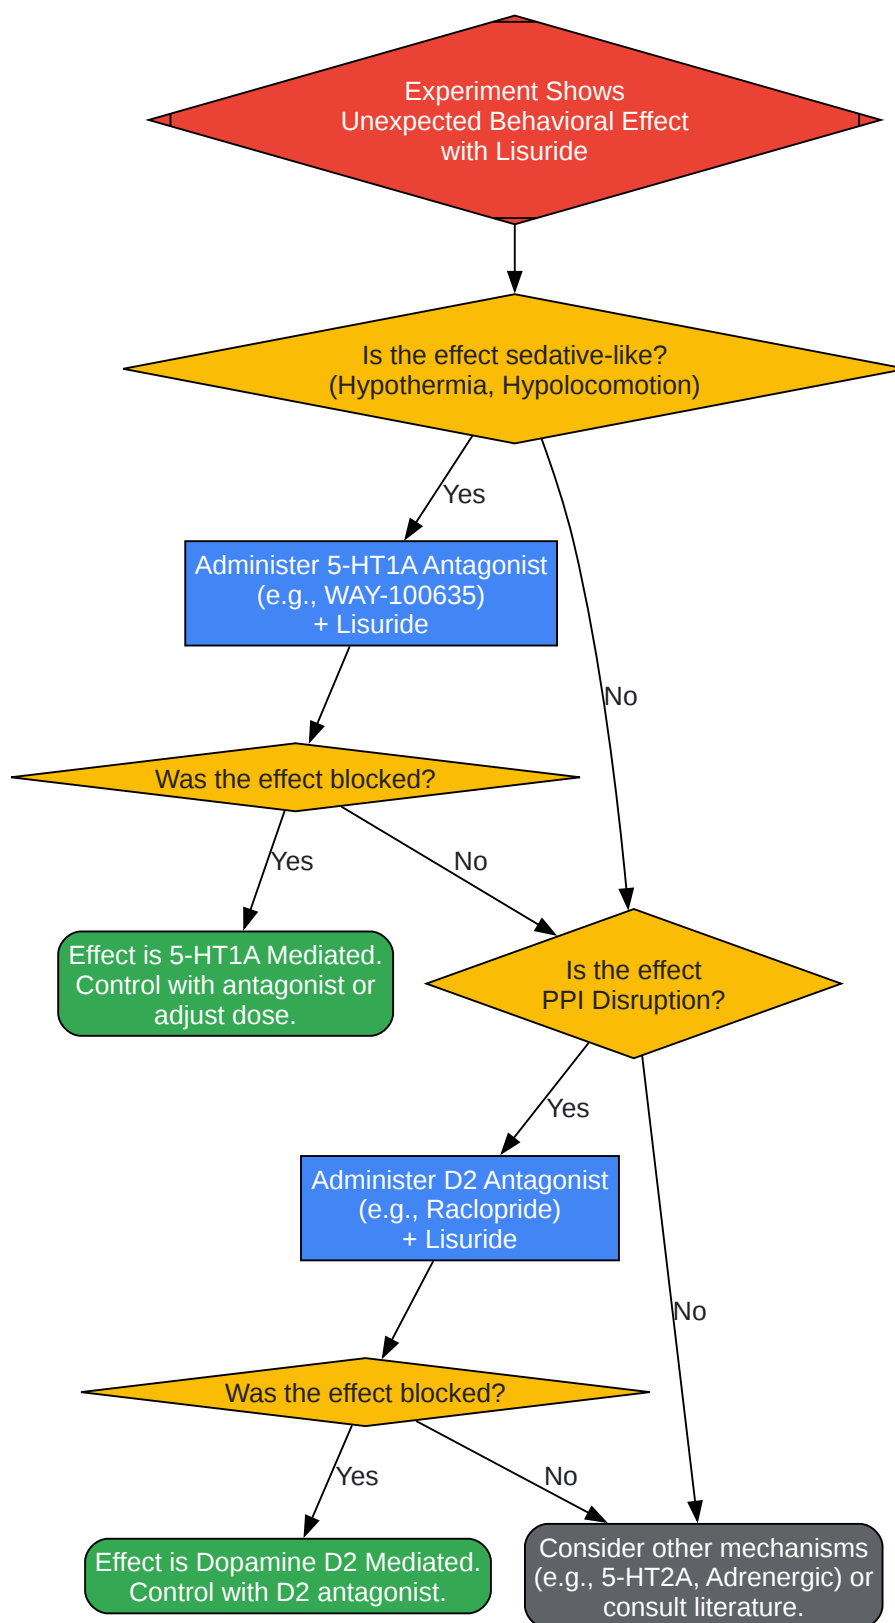 Experiment Shows
Unexpected Behavioral Effect
with Lisuride
Is the effect sedative-like?
(Hypothermia, Hypolocomotion)
Yes
Administer 5-HT1A Antagonist
(e.g., WAY-100635)
+ Lisuride
No
Was the effect blocked?
Yes
No
Effect is 5-HT1A Mediated.
Control with antagonist or
adjust dose.
Is the effect
PPI Disruption?
Yes
Administer D2 Antagonist
(e.g., Raclopride)
+ Lisuride
No
Was the effect blocked?
Yes
No
Effect is Dopamine D2 Mediated.
Control with D2 antagonist.
Consider other mechanisms
(e.g., 5-HT2A, Adrenergic) or
consult literature.